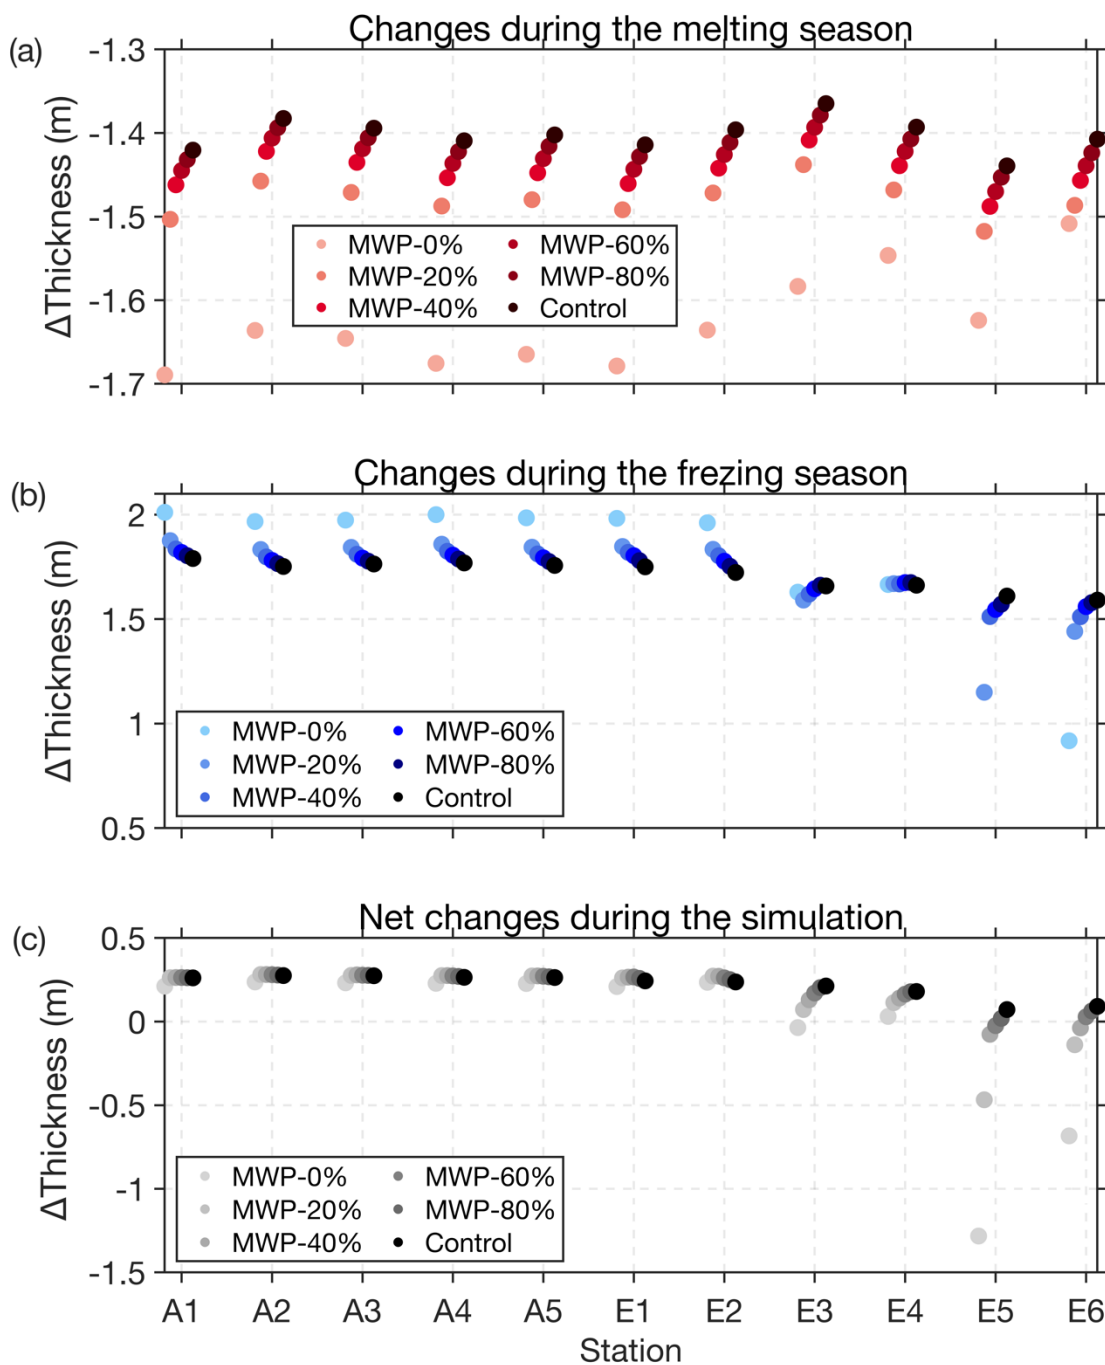 (a)
Changes during the melting season
ΔThickness (m)
-1.3
-1.4
-1.5
-1.6
-1.7
MWP-0%
MWP-20%
MWP-40%
MWP-60%
MWP-80%
Control
(b)
Changes during the frezing season
ΔThickness (m)
2
1.5
1
0.5
MWP-0%
MWP-20%
MWP-40%
MWP-60%
MWP-80%
Control
(c)
Net changes during the simulation
ΔThickness (m)
0.5
0
-0.5
-1
-1.5
MWP-0%
MWP-20%
MWP-40%
MWP-60%
MWP-80%
Control
A1 A2 A3 A4 A5 E1 E2 E3 E4 E5 E6
Station